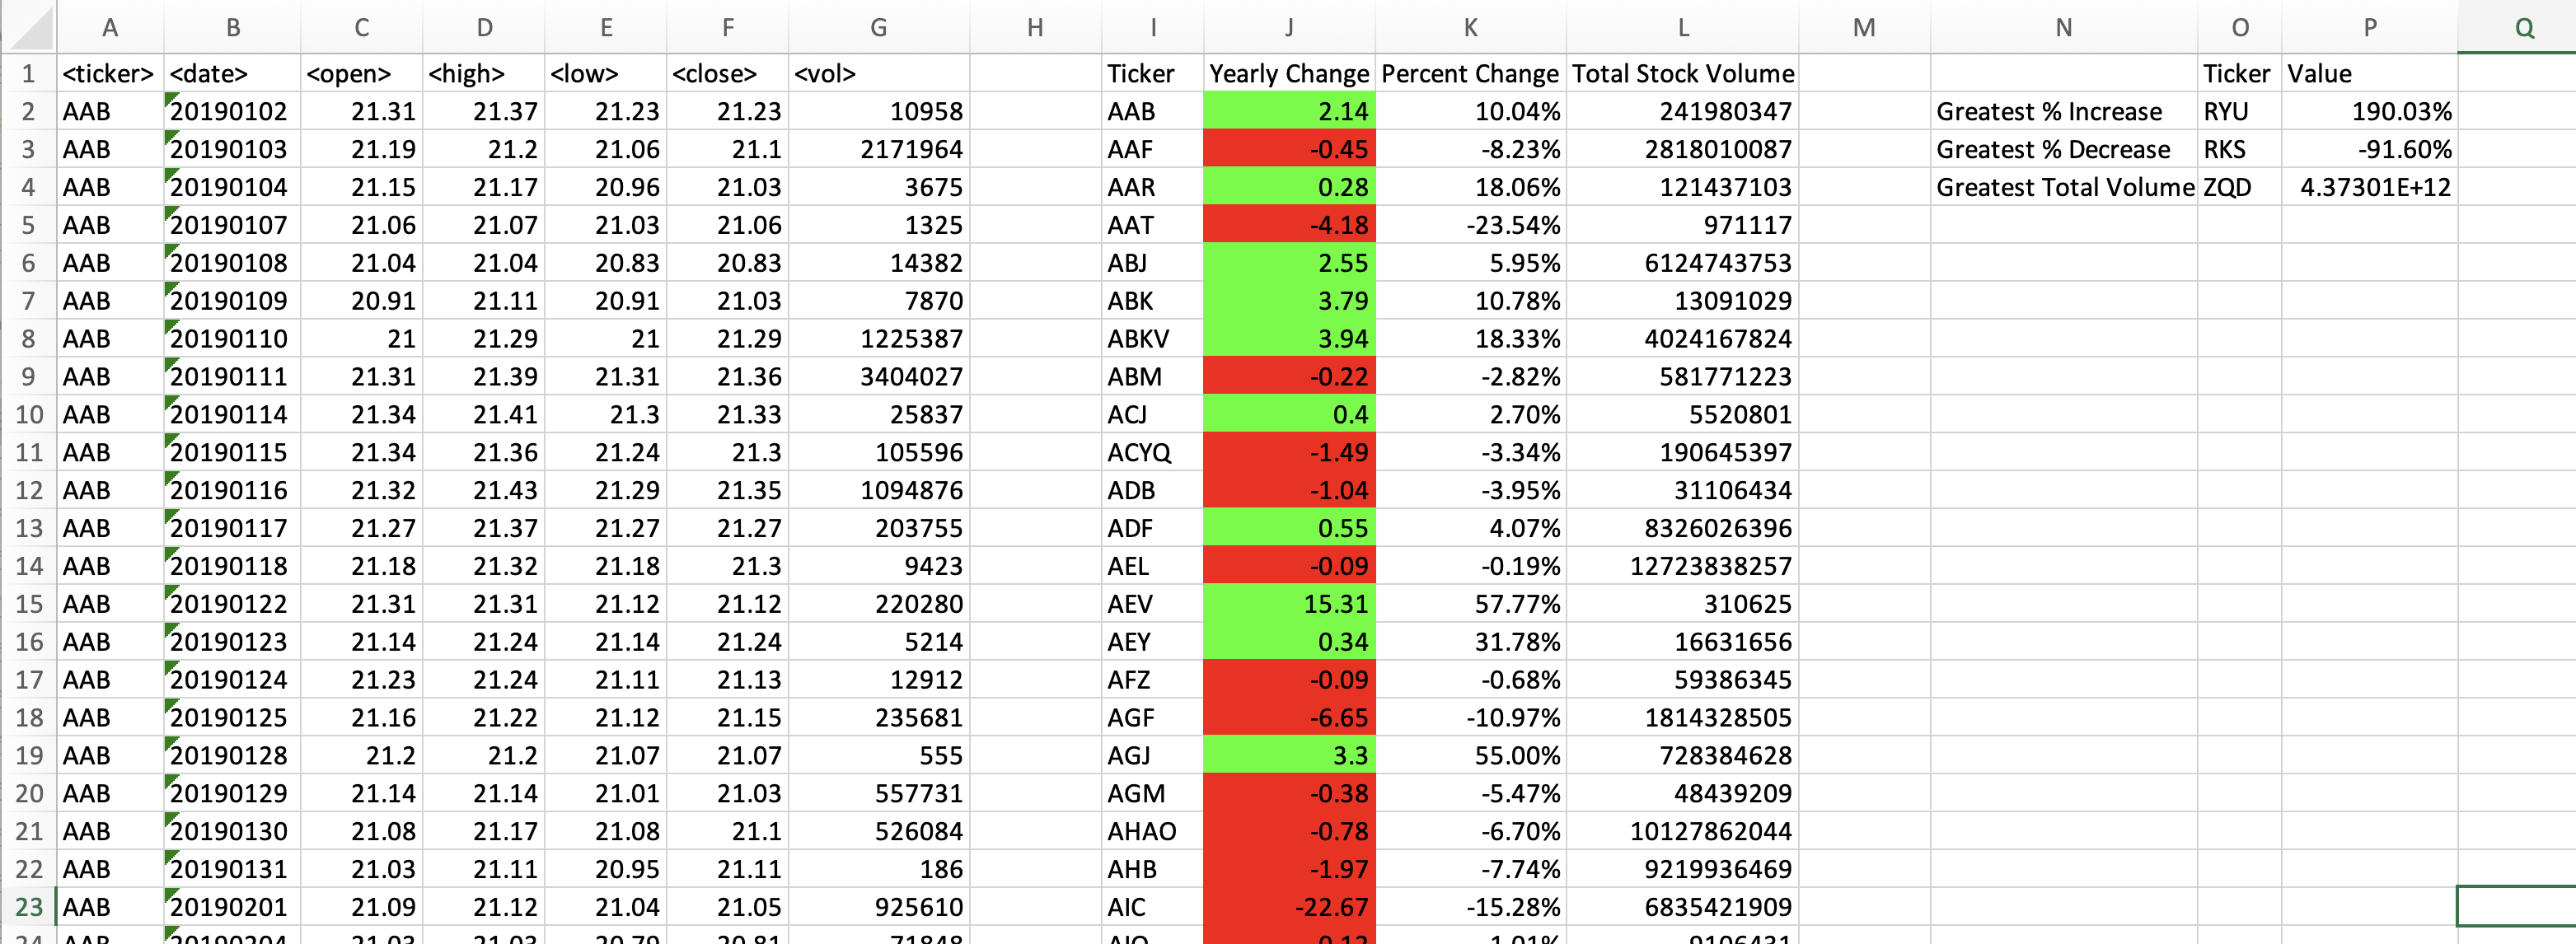 A B C D E F G H I J K L M N O P Q
1 <ticker> <date> <open> <high> <low> <close> <vol> Ticker Yearly Change Percent Change Total Stock Volume Ticker Value
2 AAB 20190102 21.31 21.37 21.23 21.23 10958 AAB 2.14 10.04% 241980347 Greatest % Increase RYU 190.03%
3 AAB 20190103 21.19 21.2 21.06 21.1 2171964 AAF -0.45 -8.23% 2818010087 Greatest % Decrease RKS -91.60%
4 AAB 20190104 21.15 21.17 20.96 21.03 3675 AAR 0.28 18.06% 121437103 Greatest Total Volume ZQD 4.37301E+12
5 AAB 20190107 21.06 21.07 21.03 21.06 1325 AAT -4.18 -23.54% 971117
6 AAB 20190108 21.04 21.04 20.83 20.83 14382 ABJ 2.55 5.95% 6124743753
7 AAB 20190109 20.91 21.11 20.91 21.03 7870 ABK 3.79 10.78% 13091029
8 AAB 20190110 21 21.29 21 21.29 1225387 ABKV 3.94 18.33% 4024167824
9 AAB 20190111 21.31 21.39 21.31 21.36 3404027 ABM -0.22 -2.82% 581771223
10 AAB 20190114 21.34 21.41 21.3 21.33 25837 ACJ 0.4 2.70% 5520801
11 AAB 20190115 21.34 21.36 21.24 21.3 105596 ACYQ -1.49 -3.34% 190645397
12 AAB 20190116 21.32 21.43 21.29 21.35 1094876 ADB -1.04 -3.95% 31106434
13 AAB 20190117 21.27 21.37 21.27 21.27 203755 ADF 0.55 4.07% 8326026396
14 AAB 20190118 21.18 21.32 21.18 21.3 9423 AEL -0.09 -0.19% 12723838257
15 AAB 20190122 21.31 21.31 21.12 21.12 220280 AEV 15.31 57.77% 310625
16 AAB 20190123 21.14 21.24 21.14 21.24 5214 AEY 0.34 31.78% 16631656
17 AAB 20190124 21.23 21.24 21.11 21.13 12912 AFZ -0.09 -0.68% 59386345
18 AAB 20190125 21.16 21.22 21.12 21.15 235681 AGF -6.65 -10.97% 1814328505
19 AAB 20190128 21.2 21.2 21.07 21.07 555 AGJ 3.3 55.00% 728384628
20 AAB 20190129 21.14 21.14 21.01 21.03 557731 AGM -0.38 -5.47% 48439209
21 AAB 20190130 21.08 21.17 21.08 21.1 526084 AHAO -0.78 -6.70% 10127862044
22 AAB 20190131 21.03 21.11 20.95 21.11 186 AHB -1.97 -7.74% 9219936469
23 AAB 20190201 21.09 21.12 21.04 21.05 925610 AIC -22.67 -15.28% 6835421909